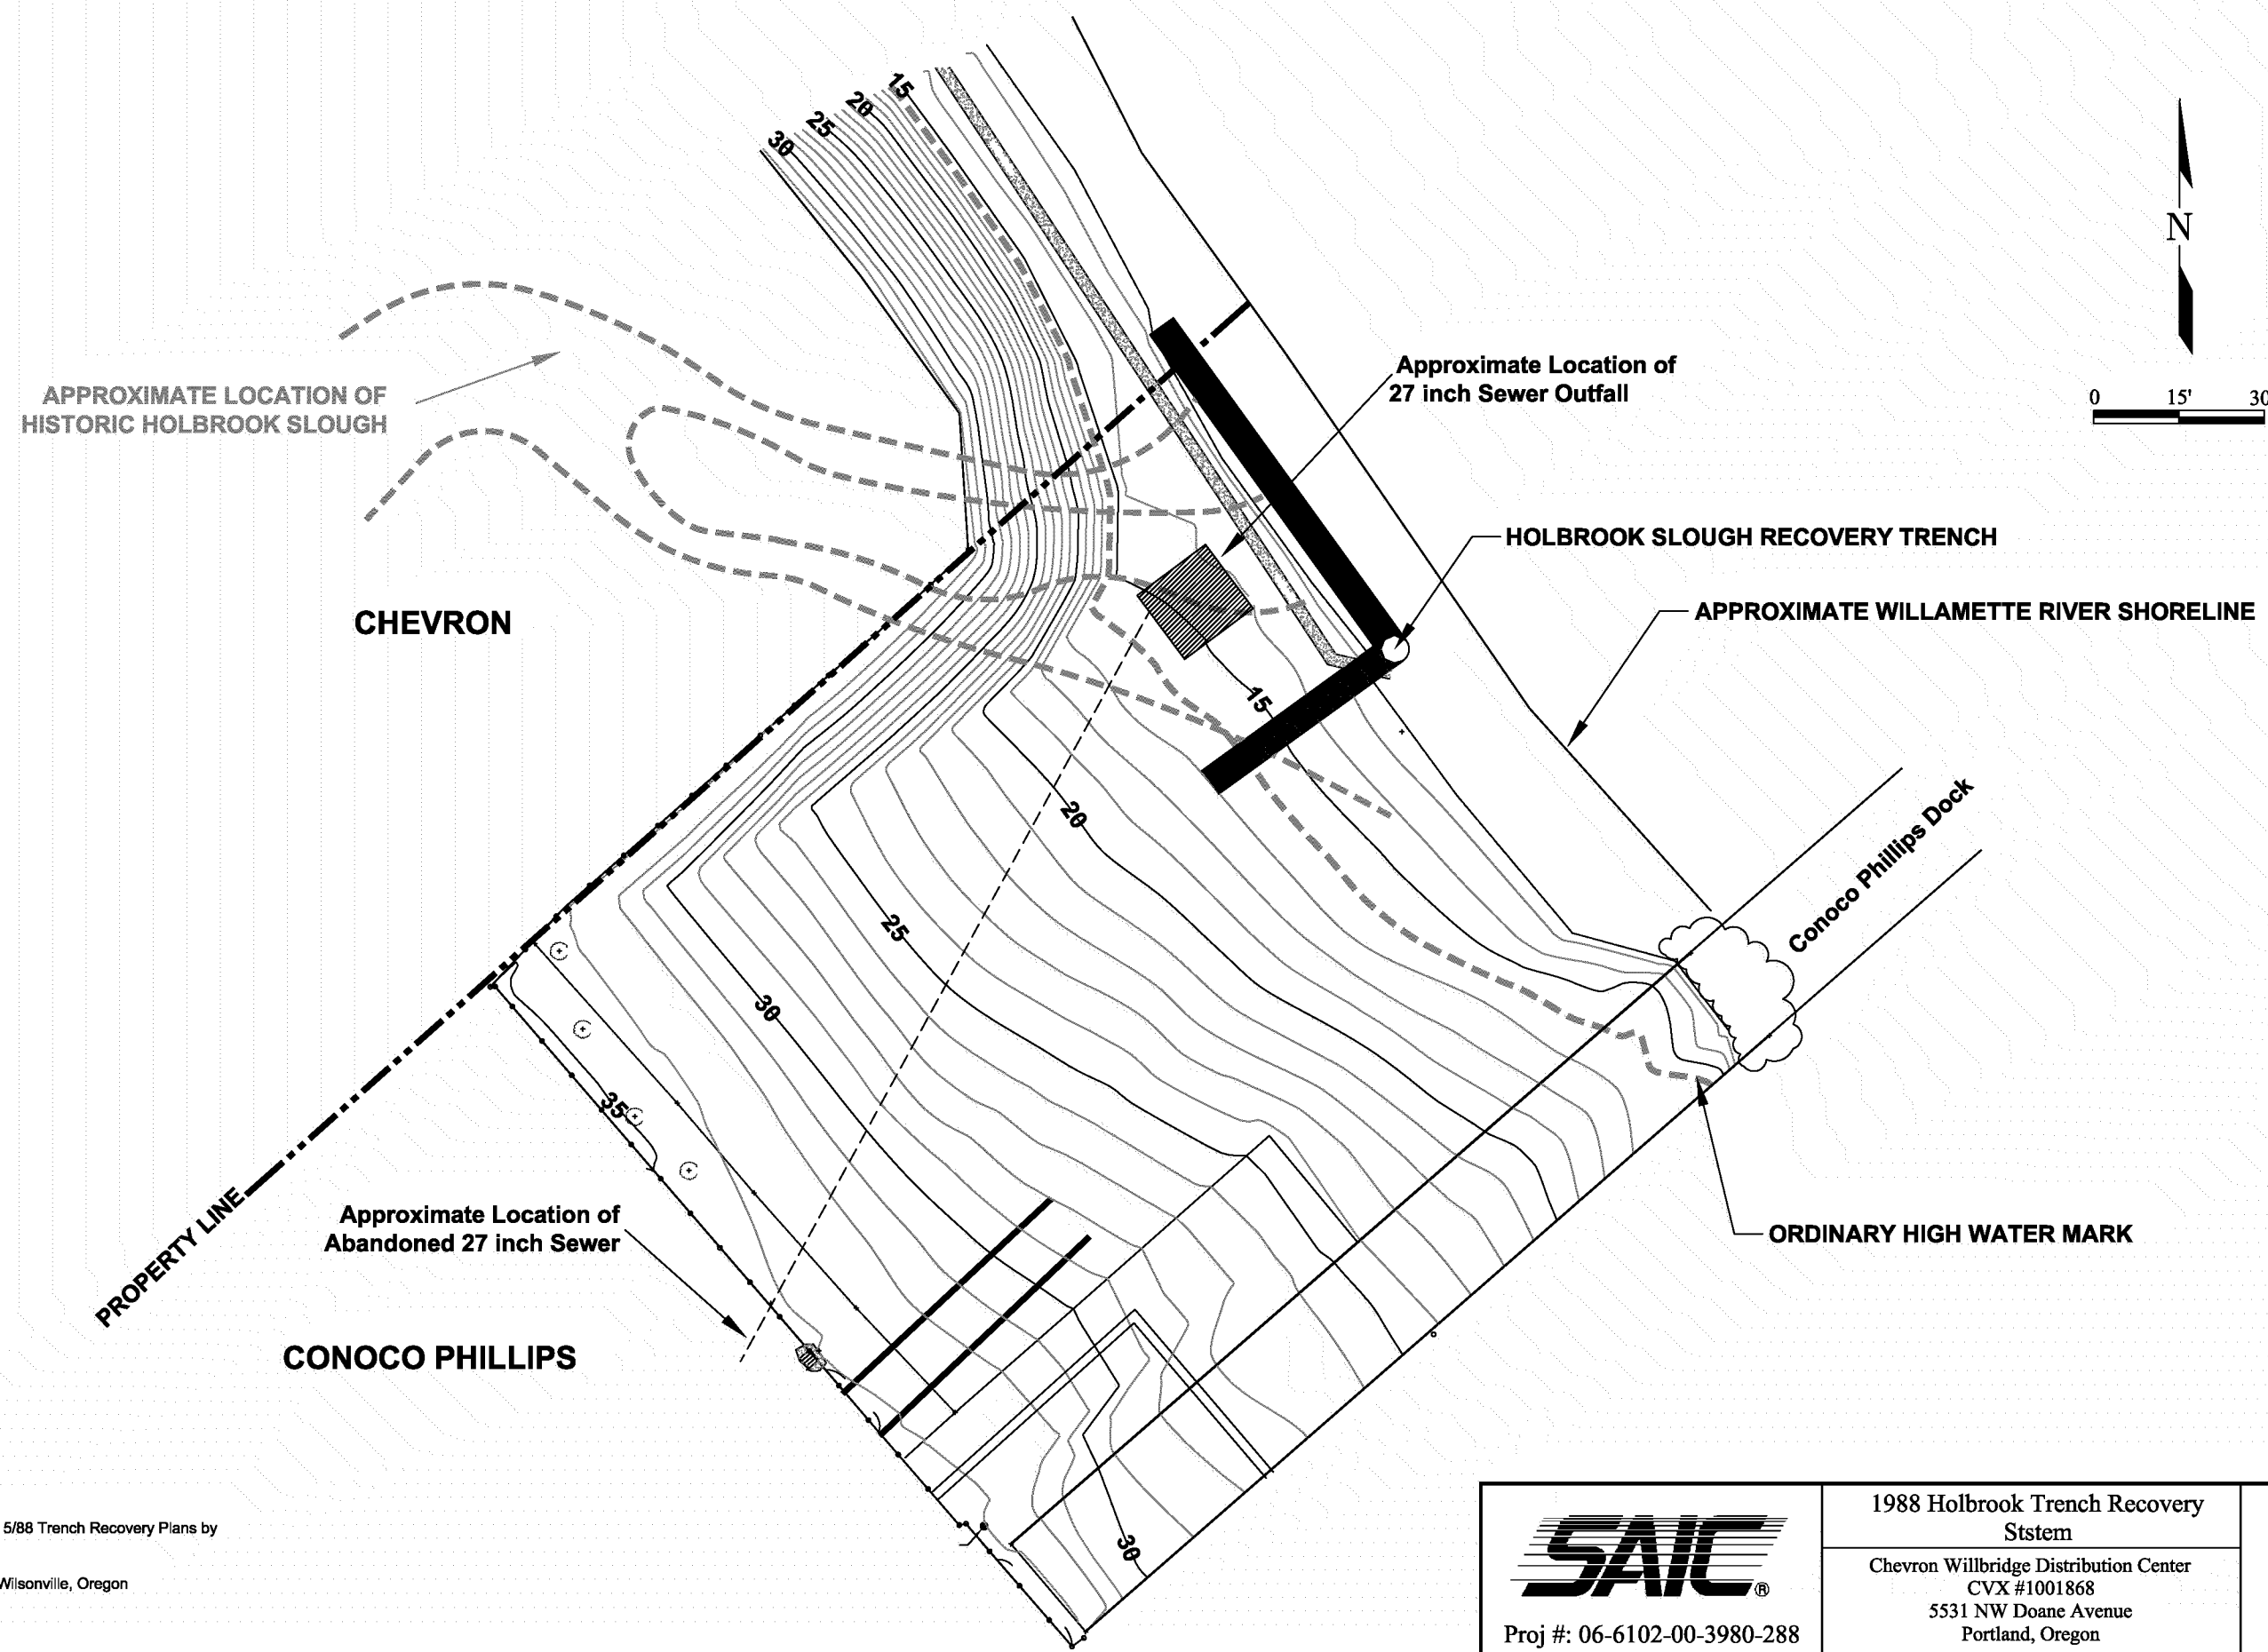 15
20
25
30
N
0 15' 30
APPROXIMATE LOCATION OF
HISTORIC HOLBROOK SLOUGH
Approximate Location of
27 inch Sewer Outfall
HOLBROOK SLOUGH RECOVERY TRENCH
APPROXIMATE WILLAMETTE RIVER SHORELINE
CHEVRON
15
20
25
30
35
Conoco Phillips Dock
ORDINARY HIGH WATER MARK
Approximate Location of
Abandoned 27 inch Sewer
PROPERTY LINE
CONOCO PHILLIPS
30
5/88 Trench Recovery Plans by
Wilsonville, Oregon
SAIC®
Proj #: 06-6102-00-3980-288
1988 Holbrook Trench Recovery
Ststem
Chevron Willbridge Distribution Center
CVX #1001868
5531 NW Doane Avenue
Portland, Oregon